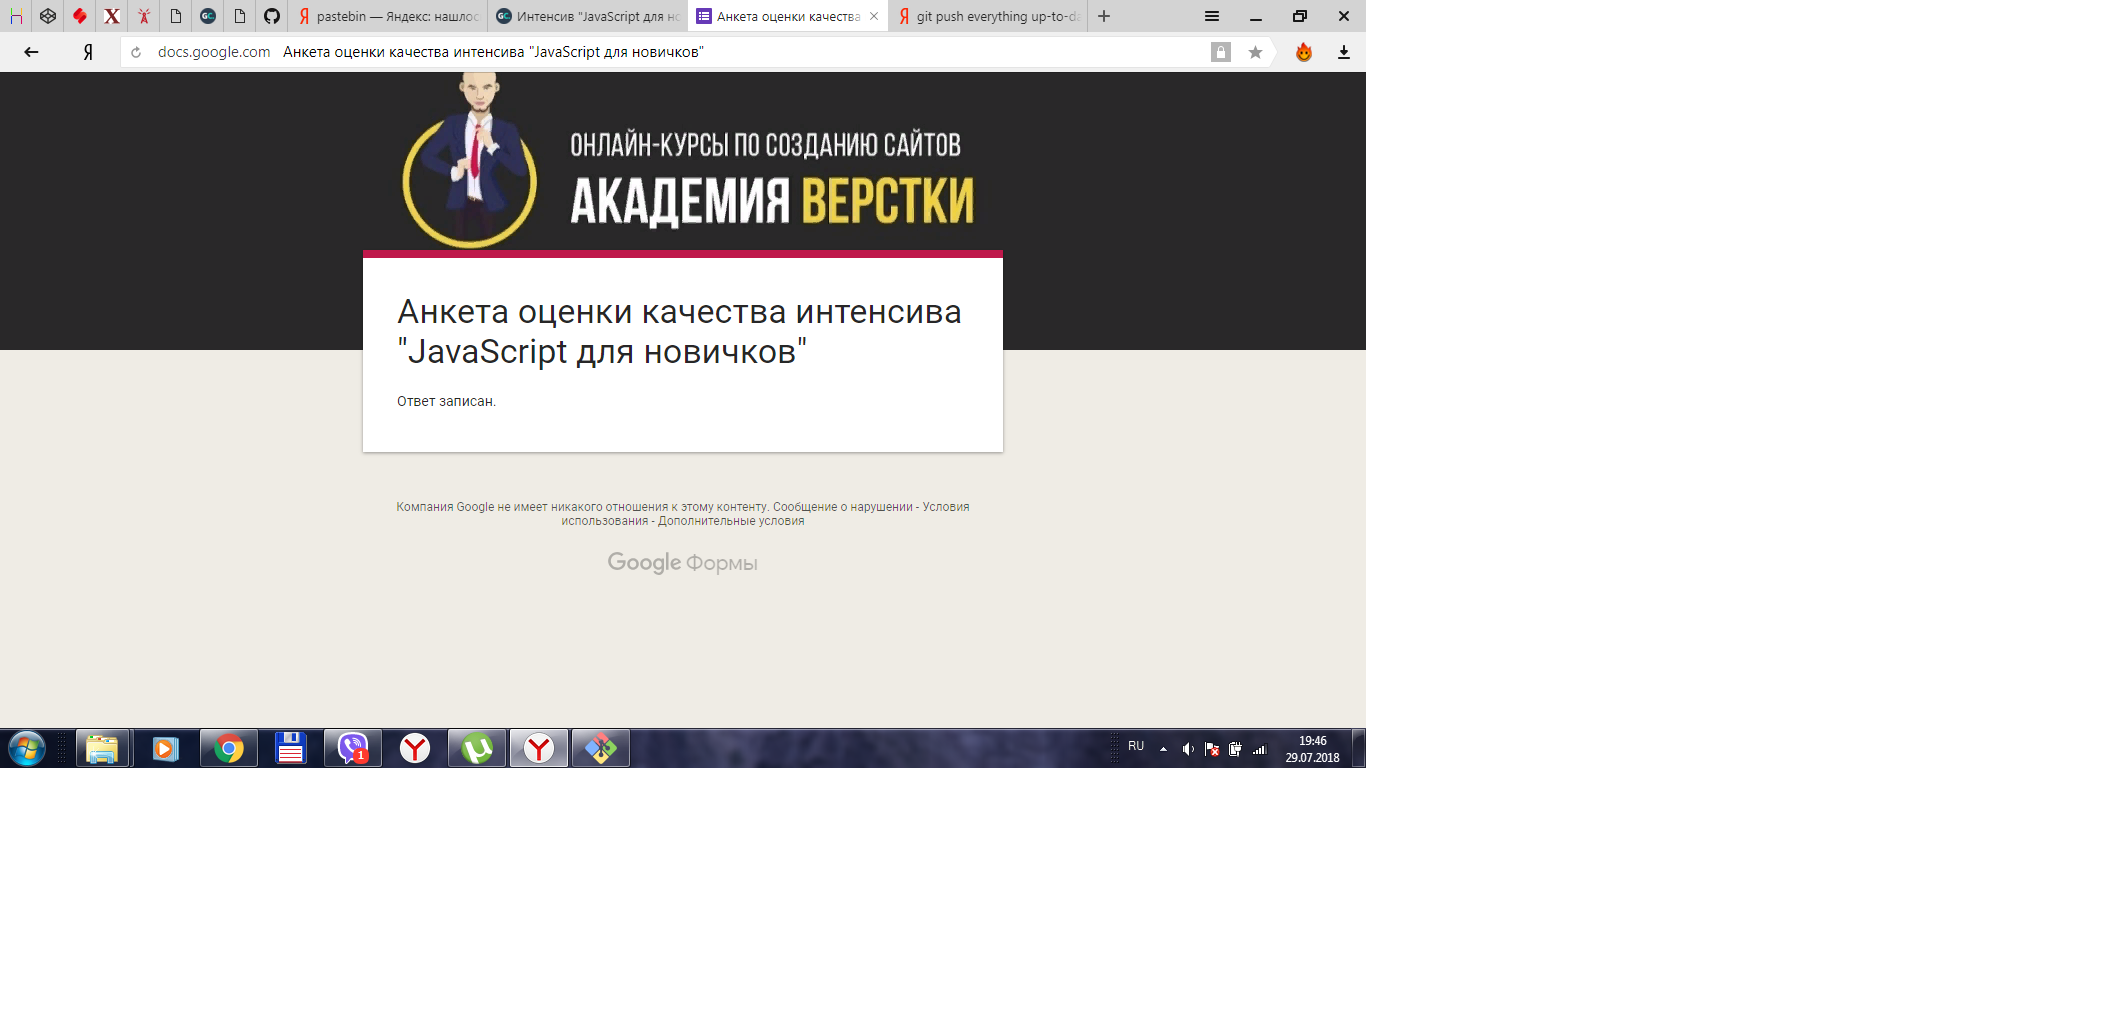 pastebin — Яндекс: нашлос
Интенсив "JavaScript для но
Анкета оценки качества
git push everything up-to-da
docs.google.com Анкета оценки качества интенсива "JavaScript для новичков"
ОНЛАЙН-КУРСЫ ПО СОЗДАНИЮ САЙТОВ
АКАДЕМИЯ ВЕРСТКИ
Анкета оценки качества интенсива
"JavaScript для новичков"
Ответ записан.
Компания Google не имеет никакого отношения к этому контенту. Сообщение о нарушении - Условия
использования - Дополнительные условия
Google Формы
RU
19:46
29.07.2018